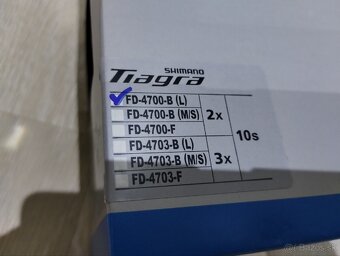 SHIMANO
Tiagra
FD-4700-B (L)
FD-4700-B (M/S)
2x
FD-4700-F
10s
FD-4703-B (L)
FD-4703-B (M/S)
3x
FD-4703-F